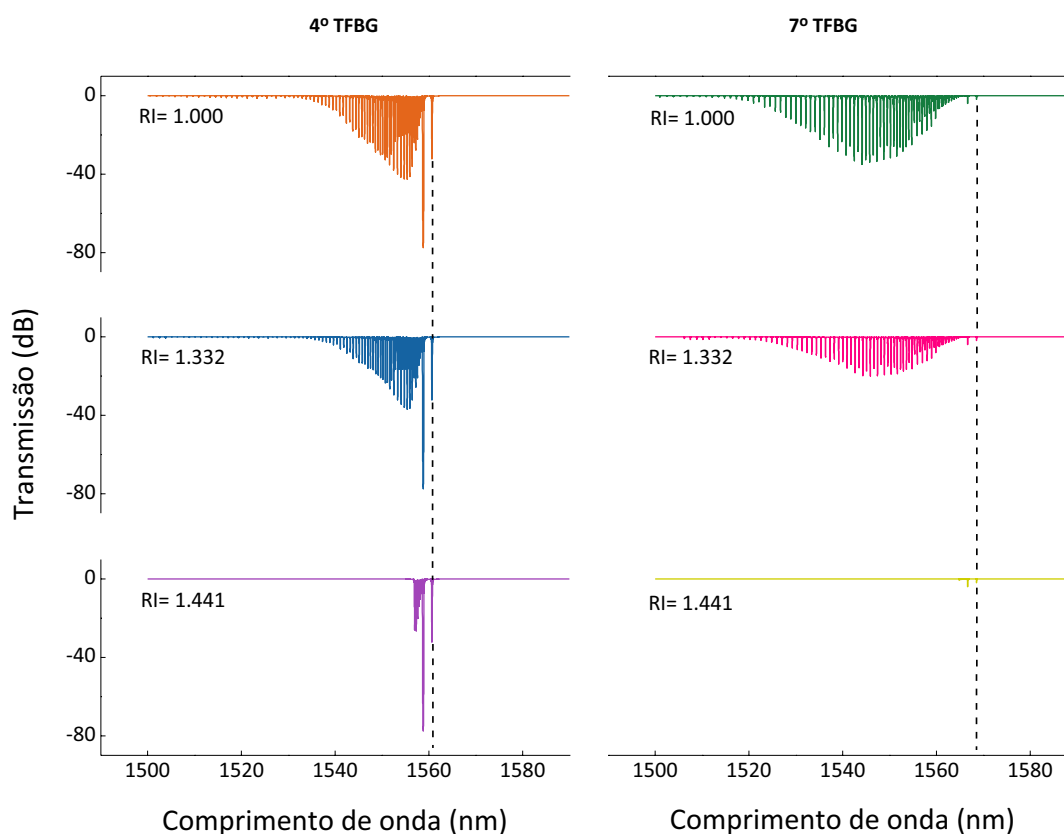 4º TFBG
7º TFBG
Transmissão (dB)
0
-40
-80
RI= 1.000
RI= 1.000
0
-40
-80
RI= 1.332
RI= 1.332
0
-40
-80
RI= 1.441
RI= 1.441
1500 1520 1540 1560 1580
1500 1520 1540 1560 1580
Comprimento de onda (nm)
Comprimento de onda (nm)